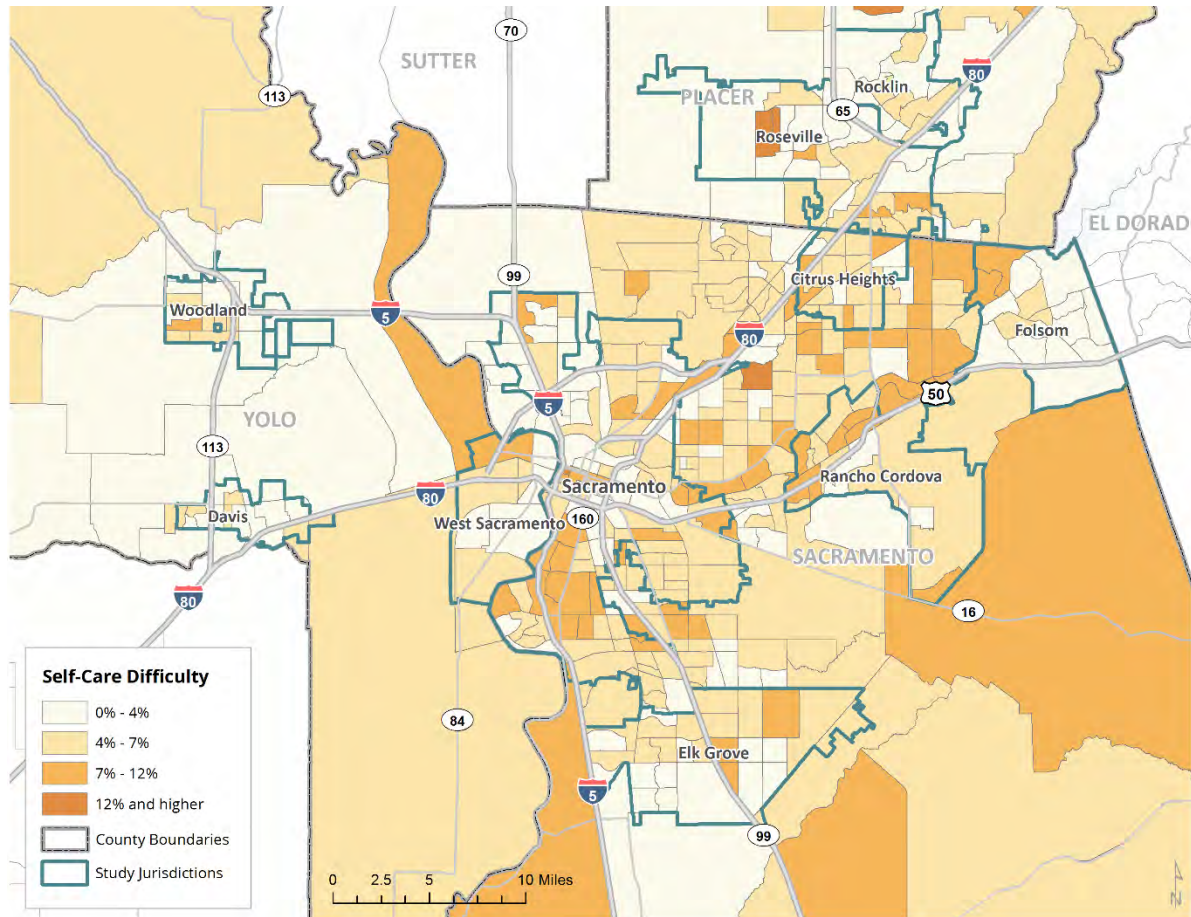 70
SUTTER
113
80
Rocklin
PLACER
65
Roseville
EL DORAD
99
Citrus Heights
Woodland
5
Folsom
80
50
5
YOLO
113
Rancho Cordova
Sacramento
80
Davis
West Sacramento
160
SACRAMENTO
80
16
Self-Care Difficulty
0% - 4%
4% - 7%
7% - 12%
12% and higher
County Boundaries
Study Jurisdictions
84
Elk Grove
5
99
0 2.5 5 10 Miles